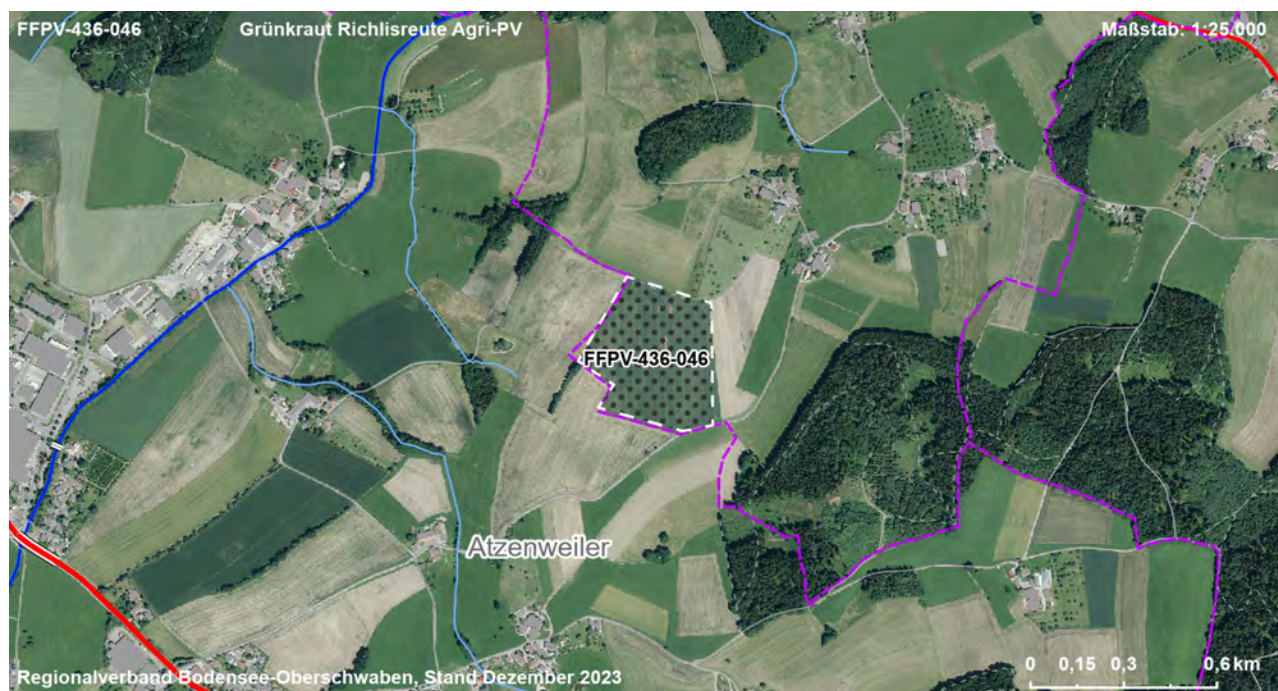 FFPV-436-046 Grünkraut Richlisreute Agri-PV Maßstab: 1:25.000
FFPV-436-046
Atzenweiler
Regionalverband Bodensee-Oberschwaben, Stand Dezember 2023
0 0,15 0,3 0,6 km